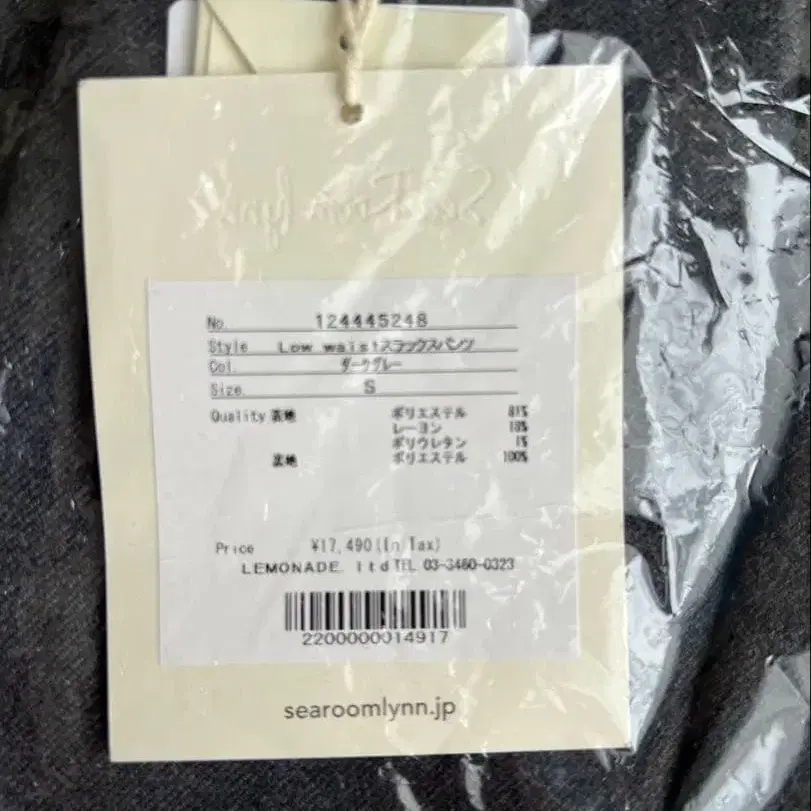 No. 124445248
Style Low waistスラックスパンツ
Col. ダークグレー
Size S
Quality 表地 ポリエステル 81%
レーヨン 18%
ポリウレタン 1%
裏地 ポリエステル 100%
Price ¥17,490(In Tax)
LEMONADE. ltd TEL 03-3460-0323
2200000014917
searoomlynn.jp